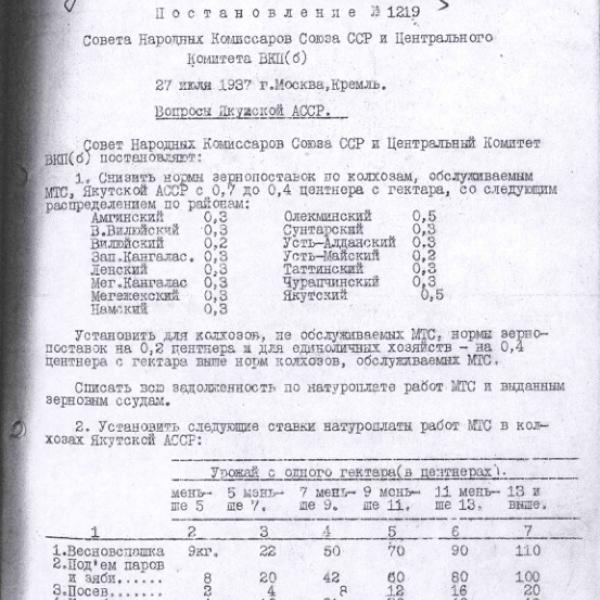 Постановление № 1219
Совета Народных Комиссаров Союза ССР и Центрального
Комитета ВКП(б)
27 июля 1937 г.Москва,Кремль.
Вопросы Якутской АССР.
Совет Народных Комиссаров Союза ССР и Центральный Комитет
ВКП(б) постановляют:
1. Снизить нормы зернопоставок по колхозам, обслуживаемым
МТС, Якутской АССР с 0,7 до 0,4 центнера с гектара, со следующим
распределением по районам:
Амгинский 0,3 Олекминский 0,5
В.Вилюйский 0,3 Сунтарский 0,3
Вилюйский 0,2 Усть-Алданский 0,3
Зап.Кангалас. 0,3 Усть-Майский 0,2
Ленский 0,3 Таттинский 0,3
Мег.Кангалас 0,3 Чурапчинский 0,3
Мегежекский 0,3 Якутский 0,5
Намский 0,3
Установить для колхозов, не обслуживаемых МТС, нормы зерно-
поставок на 0,2 центнера и для единоличных хозяйств - на 0,4
центнера с гектара выше норм колхозов, обслуживаемых МТС.
Списать всю задолженность по натуроплате работ МТС и выданным
зерновым ссудам.
2. Установить следующие ставки натуроплаты работ МТС в кол-
хозах Якутской АССР:
Урожай с одного гектара(в центнерах).
мень- 5 мень- 7 мень- 9 мень- 11 мень- 13 и
ше 5 ше 7. ше 9. ше 11. ше 13. выше.
1 2 3 4 5 6 7
1.Весновспашка 9кг. 22 50 70 90 110
2.Под'ем паров
и зяби...... 8 20 42 60 80 100
3.Посев...... 2 4 8 12 16 20